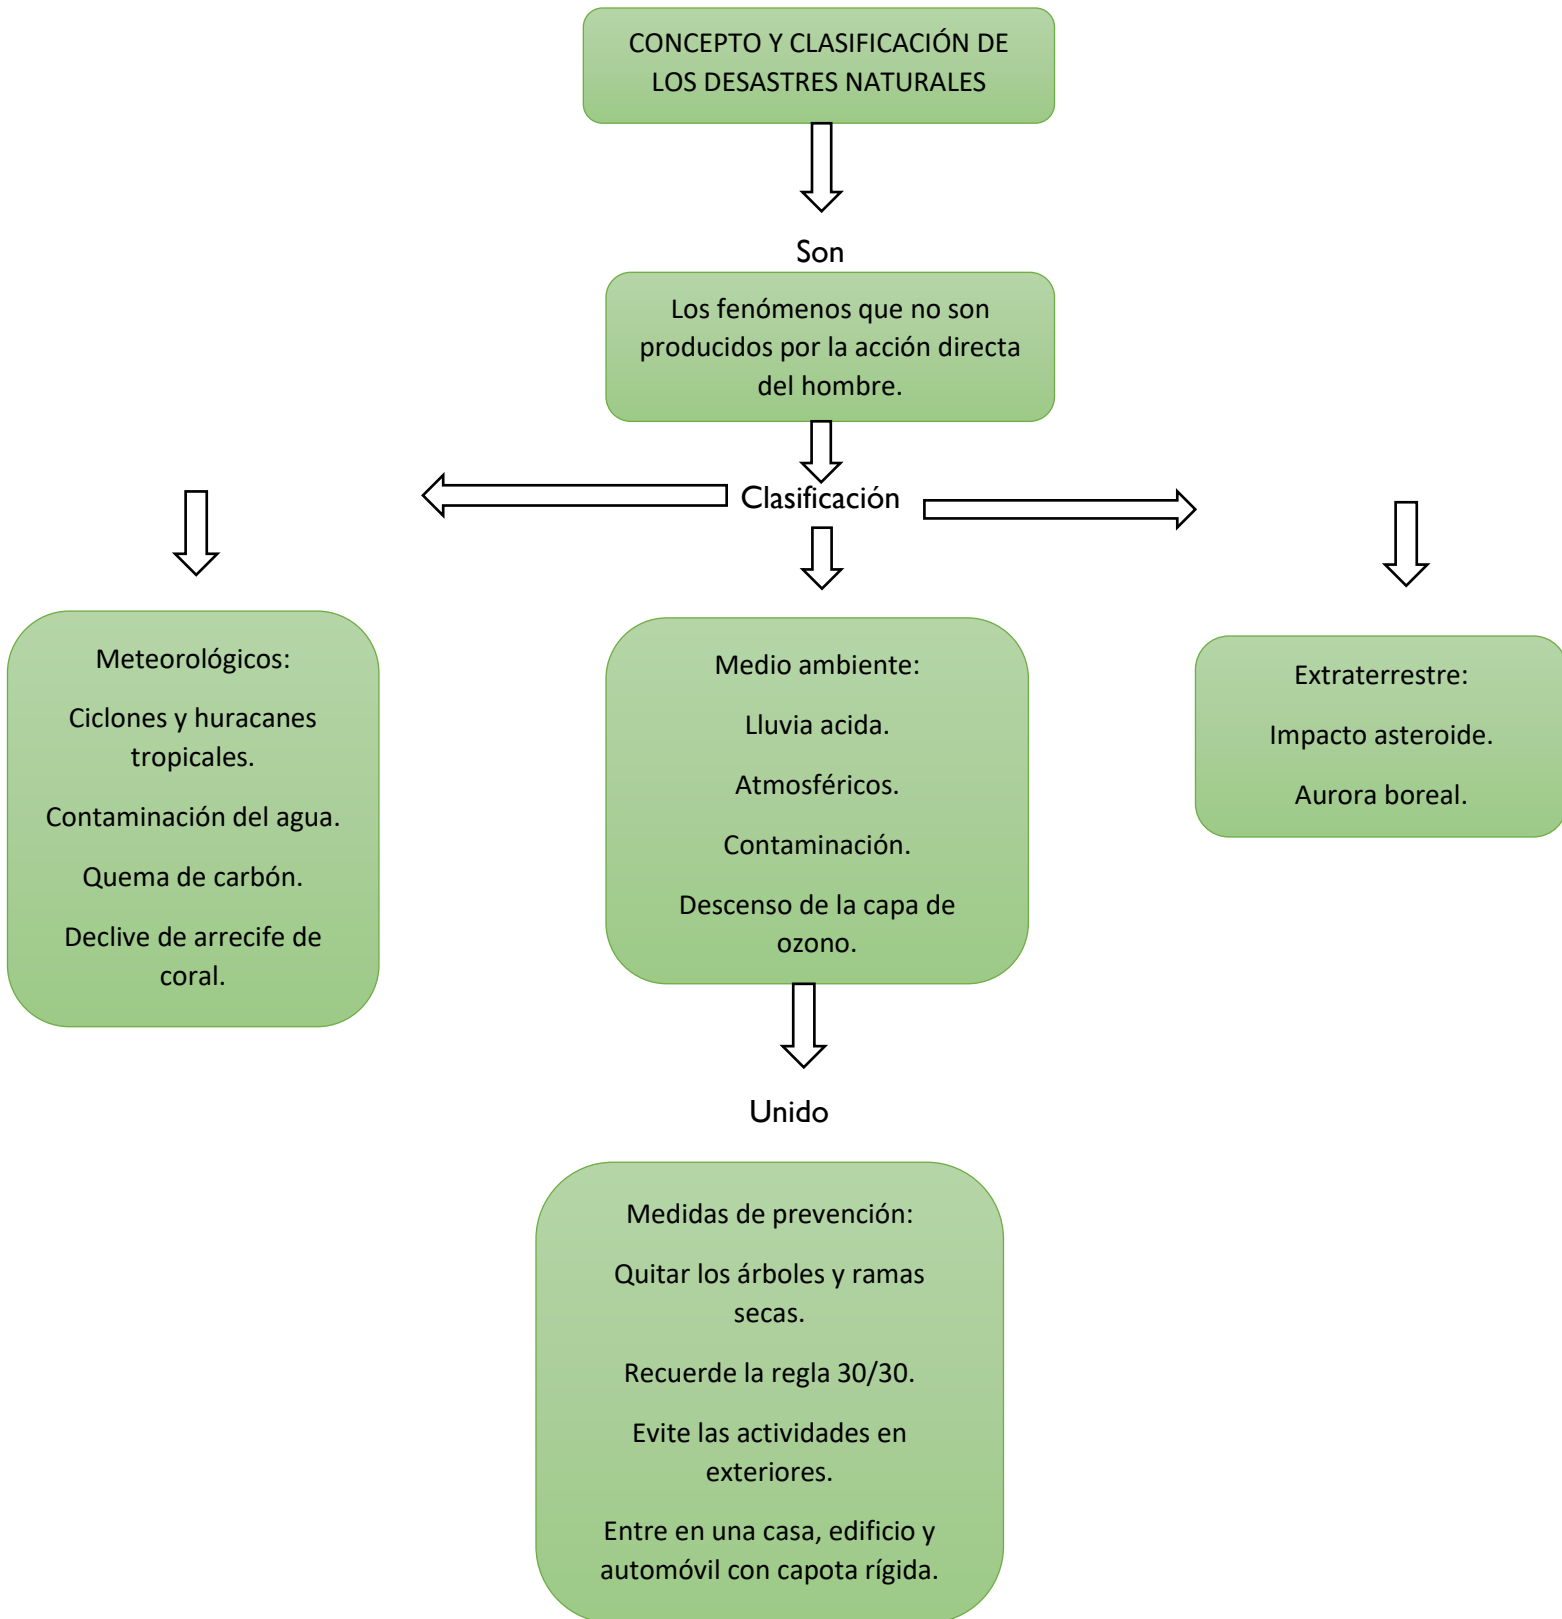 CONCEPTO Y CLASIFICACIÓN DE
LOS DESASTRES NATURALES
Son
Los fenómenos que no son
producidos por la acción directa
del hombre.
Clasificación
Meteorológicos:
Ciclones y huracanes
tropicales.
Contaminación del agua.
Quema de carbón.
Declive de arrecife de
coral.
Medio ambiente:
Lluvia acida.
Atmosféricos.
Contaminación.
Descenso de la capa de
ozono.
Extraterrestre:
Impacto asteroide.
Aurora boreal.
Unido
Medidas de prevención:
Quitar los árboles y ramas
secas.
Recuerde la regla 30/30.
Evite las actividades en
exteriores.
Entre en una casa, edificio y
automóvil con capota rígida.